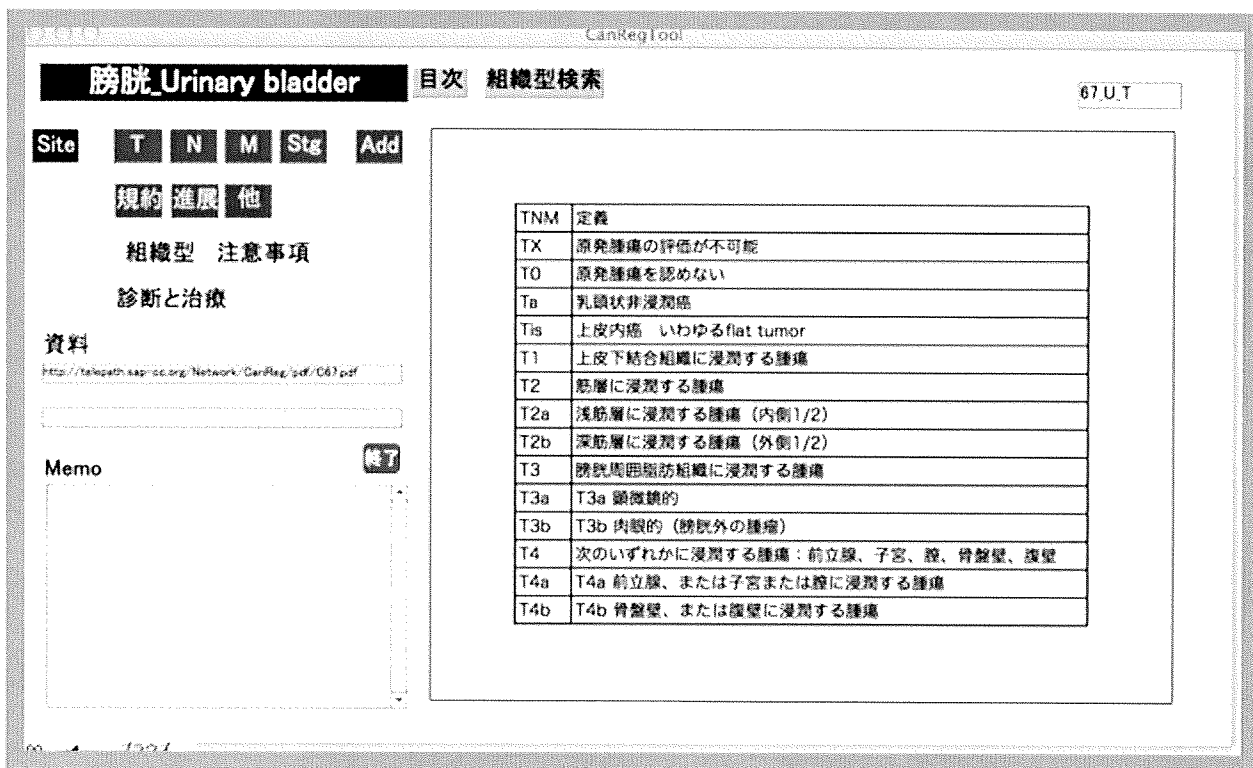 CanRegTool
膀胱_Urinary bladder 目次 組織型検索
67_U_T
Site T N M Stg Add
規約 進展 他
組織型 注意事項
診断と治療
資料
http://telepath.sap-cc.org/Network/CanReg/pdf/C67.pdf
Memo 終了
TNM 定義
TX 原発腫瘍の評価が不可能
T0 原発腫瘍を認めない
Ta 乳頭状非浸潤癌
Tis 上皮内癌 いわゆるflat tumor
T1 上皮下結合組織に浸潤する腫瘍
T2 筋層に浸潤する腫瘍
T2a 浅筋層に浸潤する腫瘍（内側1/2）
T2b 深筋層に浸潤する腫瘍（外側1/2）
T3 膀胱周囲脂肪組織に浸潤する腫瘍
T3a T3a 顕微鏡的
T3b T3b 肉眼的（膀胱外の腫瘤）
T4 次のいずれかに浸潤する腫瘍：前立腺、子宮、膣、骨盤壁、腹壁
T4a T4a 前立腺、または子宮または膣に浸潤する腫瘍
T4b T4b 骨盤壁、または腹壁に浸潤する腫瘍